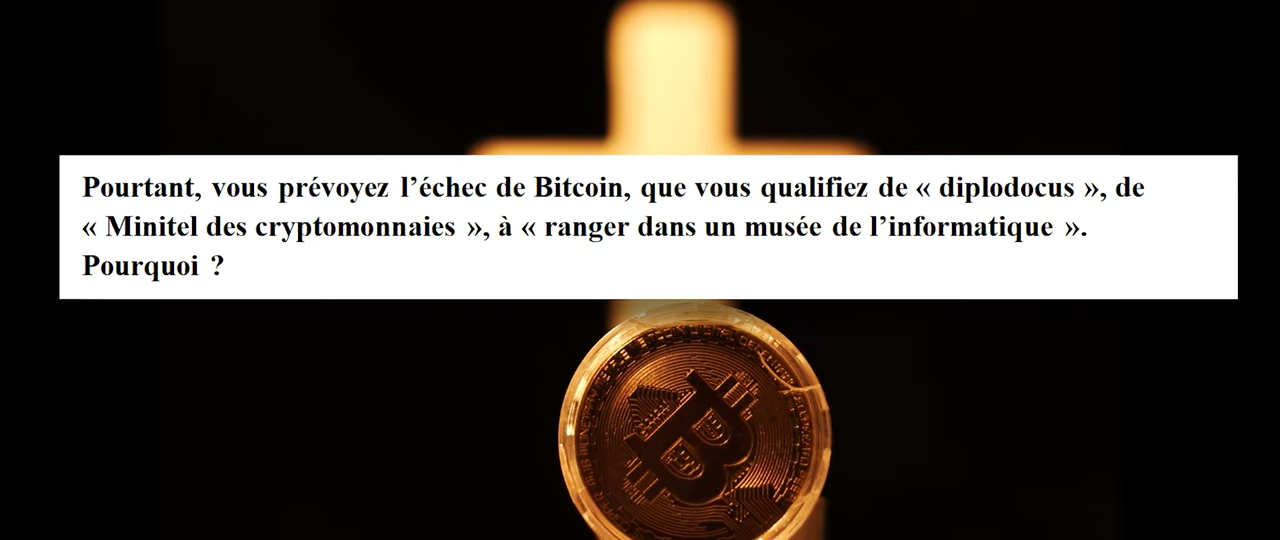 Pourtant, vous prévoyez l’échec de Bitcoin, que vous qualifiez de « diplodocus », de
« Minitel des cryptomonnaies », à « ranger dans un musée de l’informatique ».
Pourquoi ?